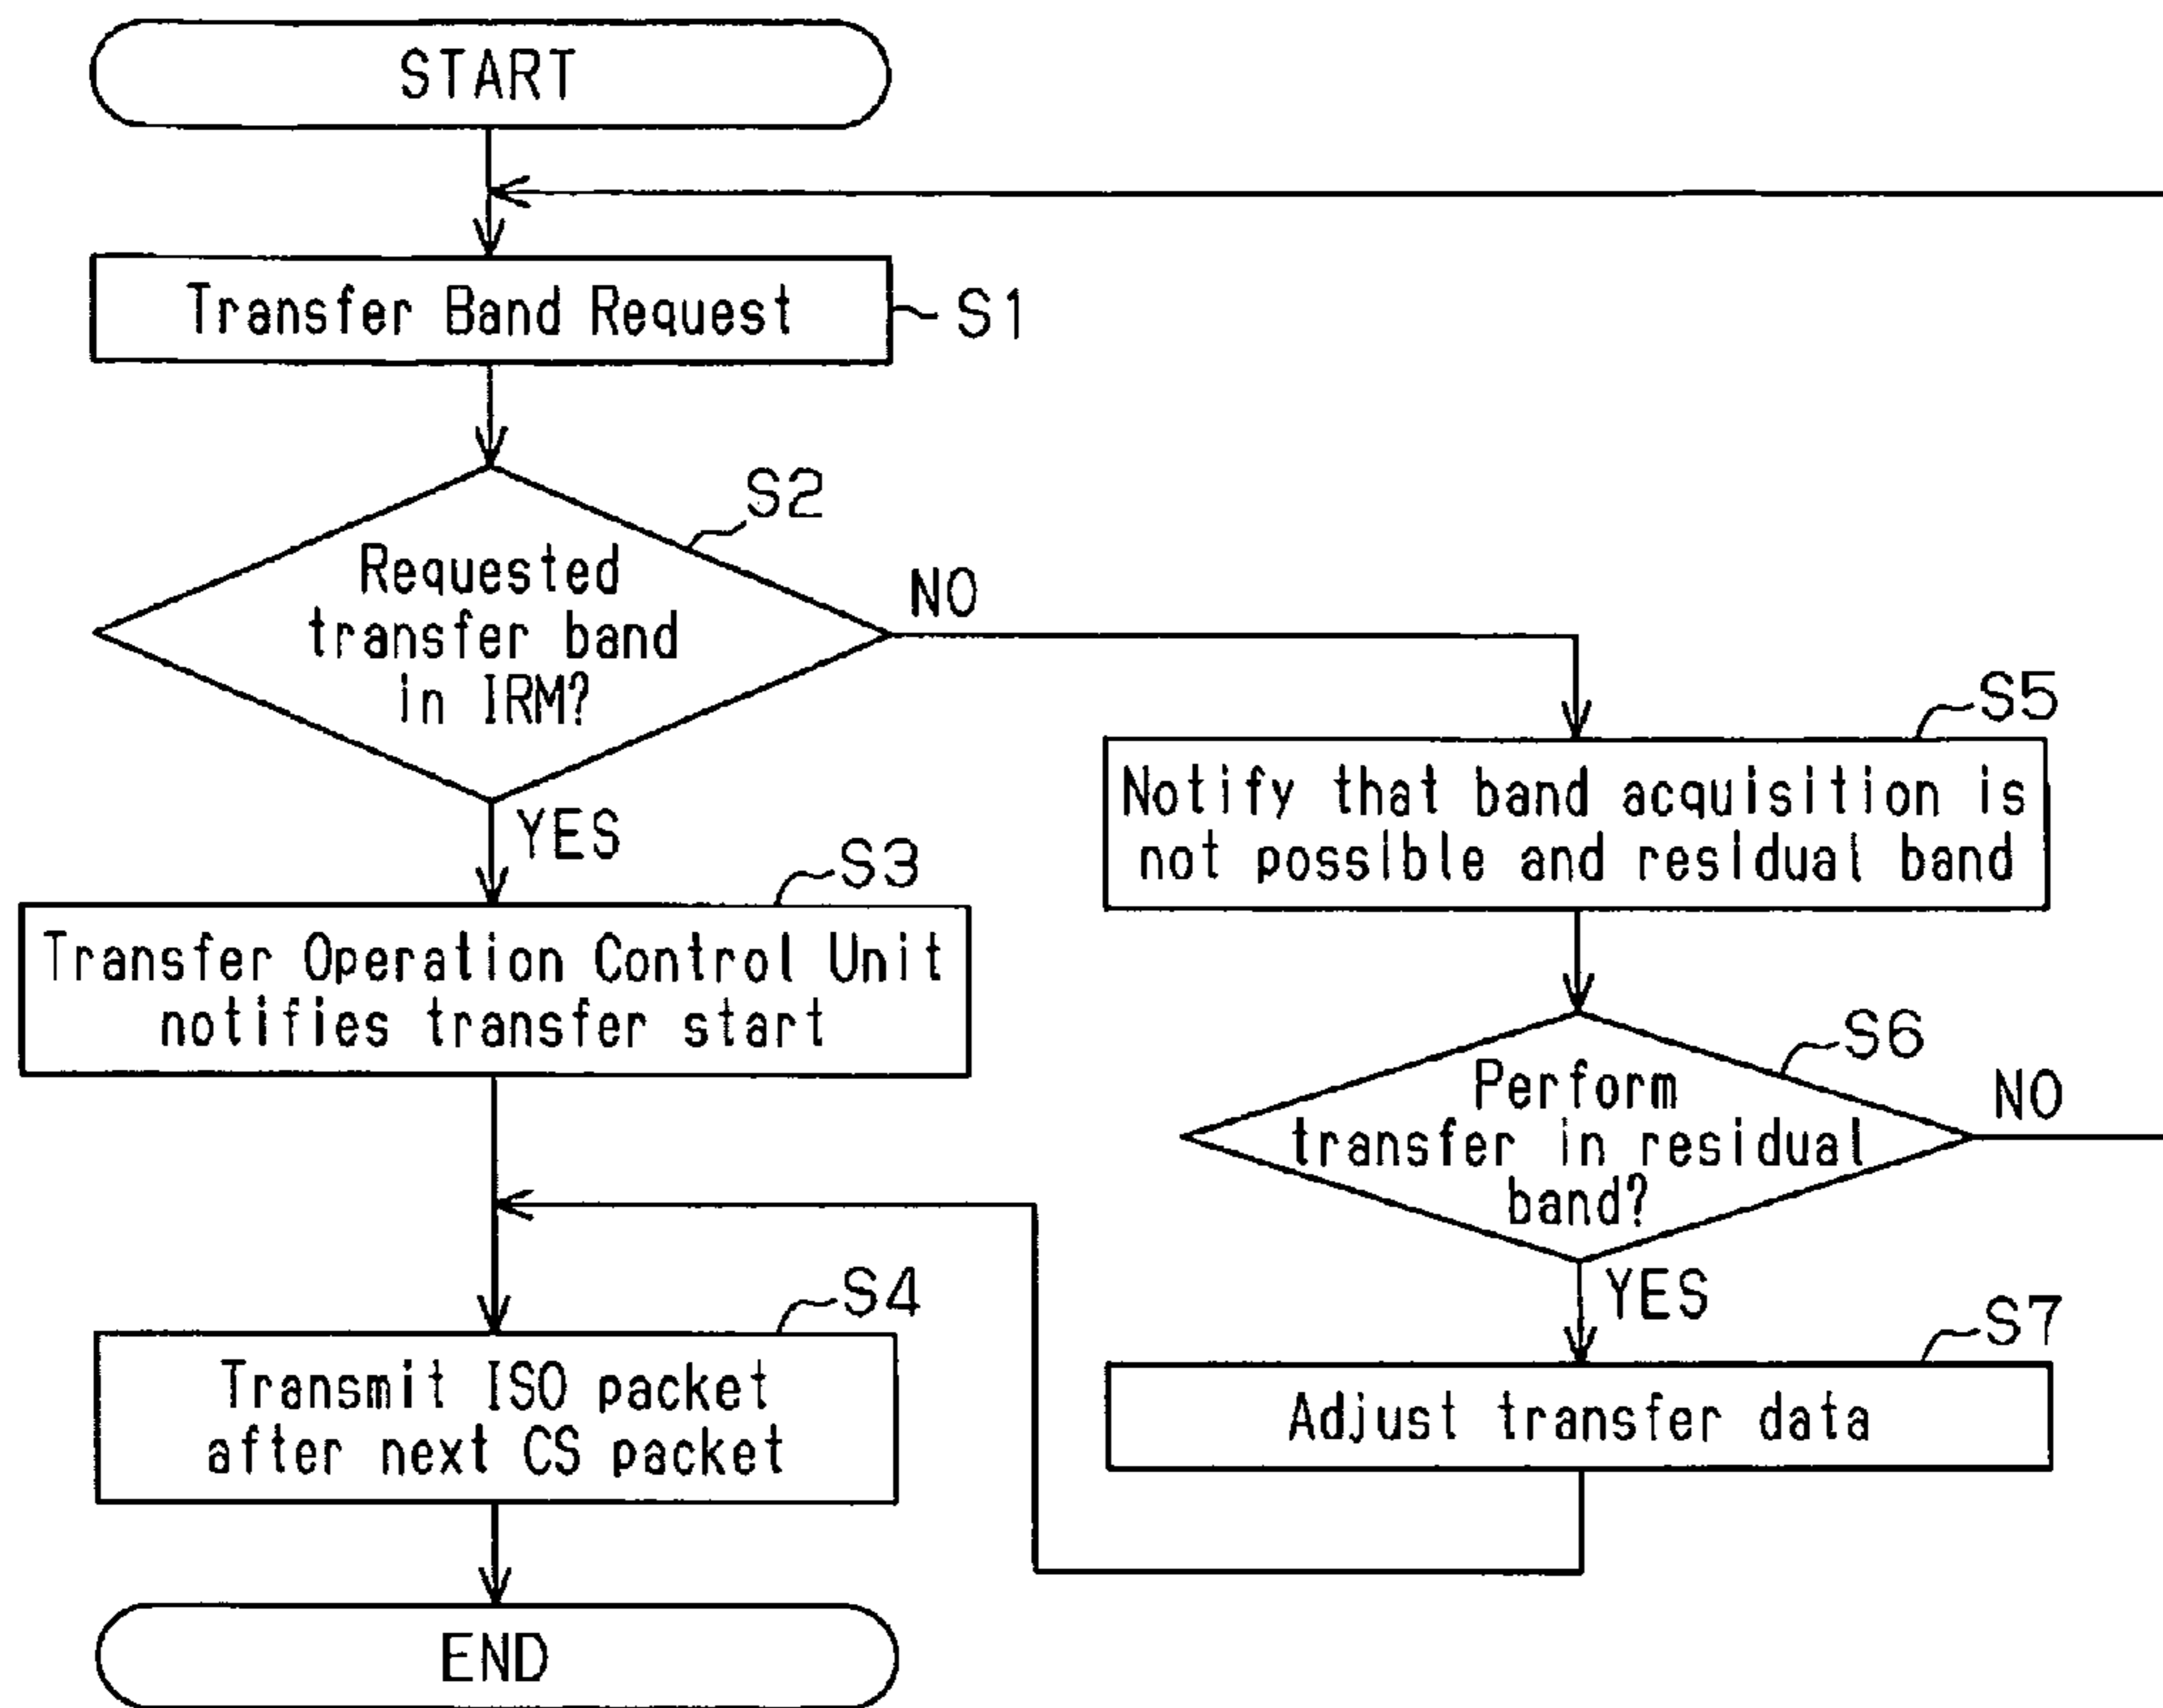 START
Transfer Band Request
S1
S2
Requested
transfer band
in IRM?
NO
YES
S3
Transfer Operation Control Unit
notifies transfer start
S4
Transmit ISO packet
after next CS packet
END
S5
Notify that band acquisition is
not possible and residual band
S6
Perform
transfer in residual
band?
NO
YES
S7
Adjust transfer data